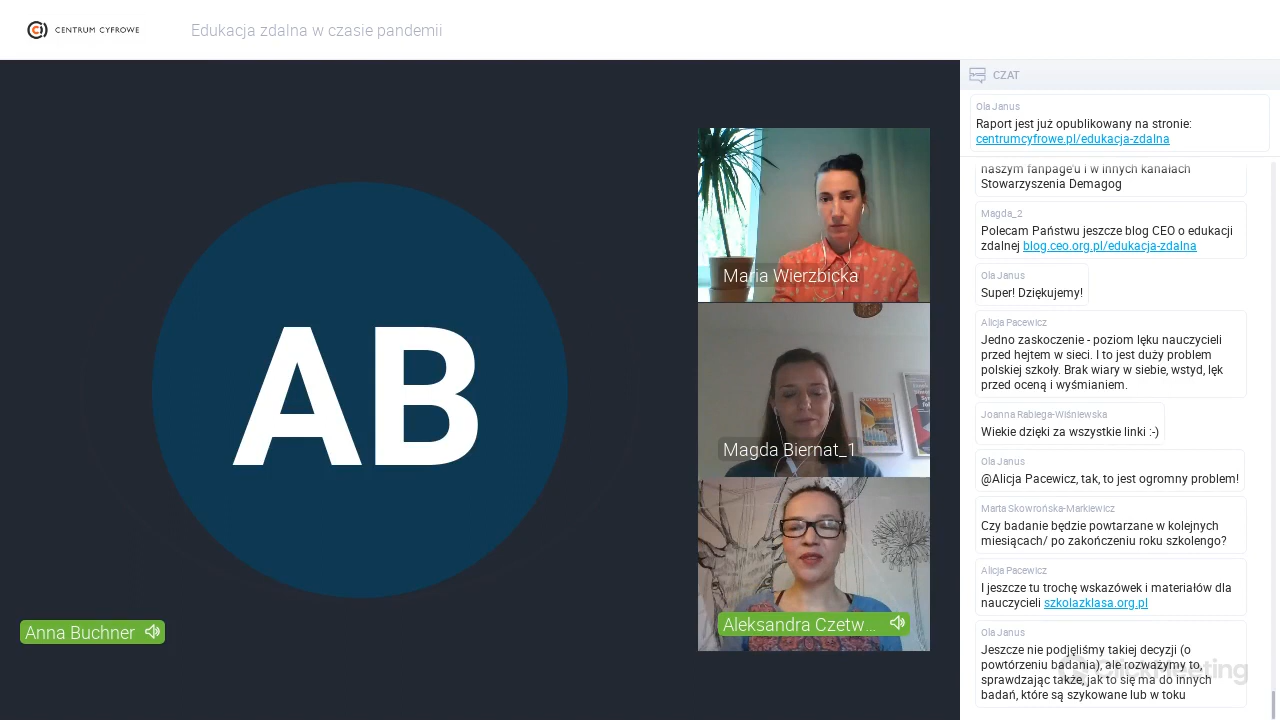 CENTRUM CYFROWE
Edukacja zdalna w czasie pandemii
AB
Anna Buchner
Maria Wierzbicka
Magda Biernat_1
Aleksandra Czetw...
CZAT
Ola Janus
Raport jest już opublikowany na stronie:
centrumcyfrowe.pl/edukacja-zdalna
naszym fanpage'u i w innych kanałach
Stowarzyszenia Demagog
Magda_2
Polecam Państwu jeszcze blog CEO o edukacji
zdalnej blog.ceo.org.pl/edukacja-zdalna
Ola Janus
Super! Dziękujemy!
Alicja Pacewicz
Jedno zaskoczenie - poziom lęku nauczycieli
przed hejtem w sieci. I to jest duży problem
polskiej szkoły. Brak wiary w siebie, wstyd, lęk
przed oceną i wyśmianiem.
Joanna Rabiega-Wiśniewska
Wiekie dzięki za wszystkie linki :-)
Ola Janus
@Alicja Pacewicz, tak, to jest ogromny problem!
Marta Skowrońska-Markiewicz
Czy badanie będzie powtarzane w kolejnych
miesiącach/ po zakończeniu roku szkolengo?
Alicja Pacewicz
I jeszcze tu trochę wskazówek i materiałów dla
nauczycieli szkolazklasa.org.pl
Ola Janus
Jeszcze nie podjęliśmy takiej decyzji (o
powtórzeniu badania), ale rozważymy to,
sprawdzając także, jak to się ma do innych
badań, które są szykowane lub w toku
ClickMeeting